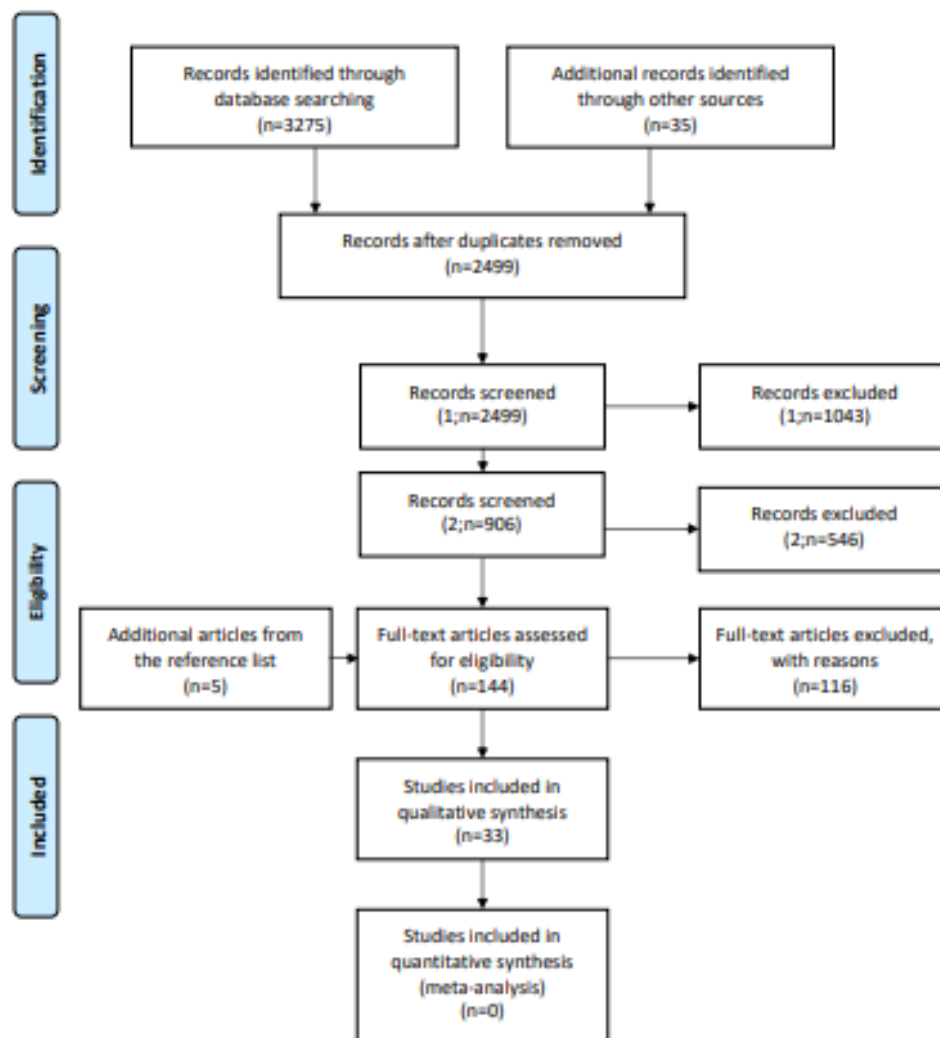 Identification
Records identified through
database searching
(n=3275)
Additional records identified
through other sources
(n=35)
Records after duplicates removed
(n=2499)
Screening
Records screened
(1;n=2499)
Records excluded
(1;n=1043)
Records screened
(2;n=906)
Records excluded
(2;n=546)
Eligibility
Additional articles from
the reference list
(n=5)
Full-text articles assessed
for eligibility
(n=144)
Full-text articles excluded,
with reasons
(n=116)
Included
Studies included in
qualitative synthesis
(n=33)
Studies included in
quantitative synthesis
(meta-analysis)
(n=0)